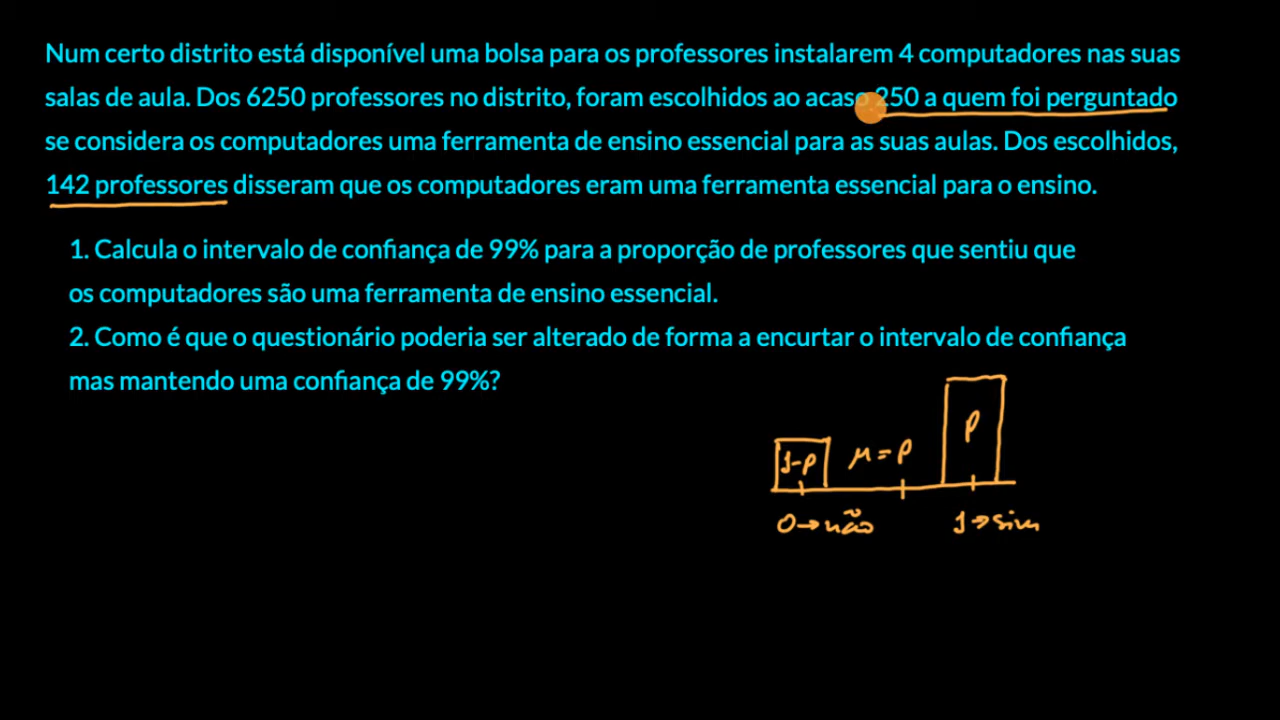 Num certo distrito está disponível uma bolsa para os professores instalarem 4 computadores nas suas
salas de aula. Dos 6250 professores no distrito, foram escolhidos ao acaso 250 a quem foi perguntado
se considera os computadores uma ferramenta de ensino essencial para as suas aulas. Dos escolhidos,
142 professores disseram que os computadores eram uma ferramenta essencial para o ensino.
1. Calcula o intervalo de confiança de 99% para a proporção de professores que sentiu que
os computadores são uma ferramenta de ensino essencial.
2. Como é que o questionário poderia ser alterado de forma a encurtar o intervalo de confiança
mas mantendo uma confiança de 99%?
1-p μ = p p
0→não 1→sim